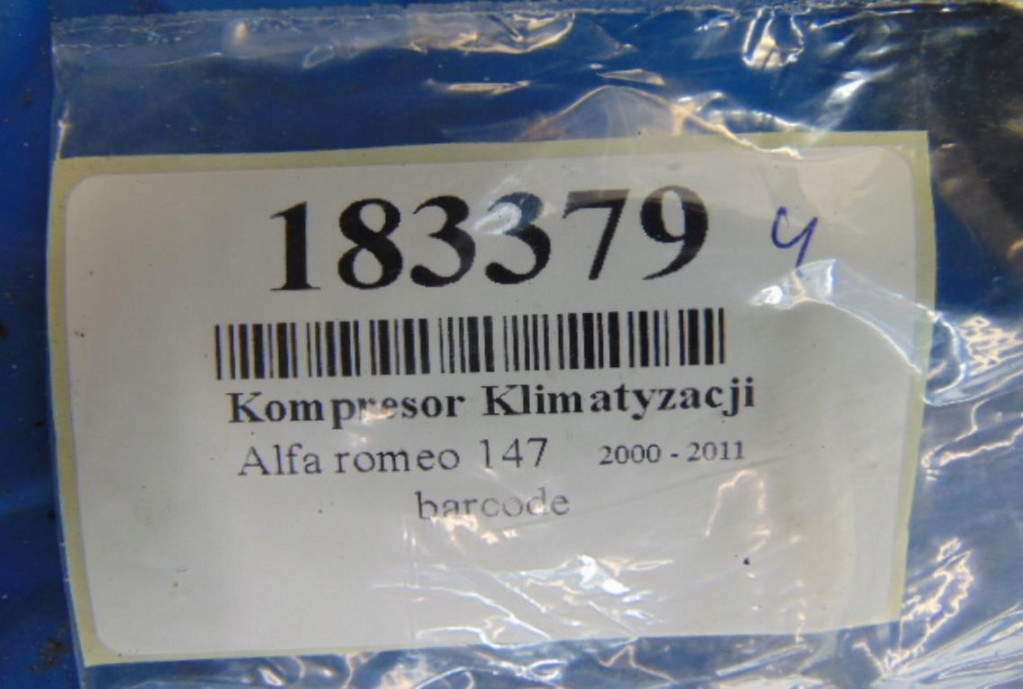 183379 4
Kompresor Klimatyzacji
Alfa romeo 147 2000 - 2011
barcode